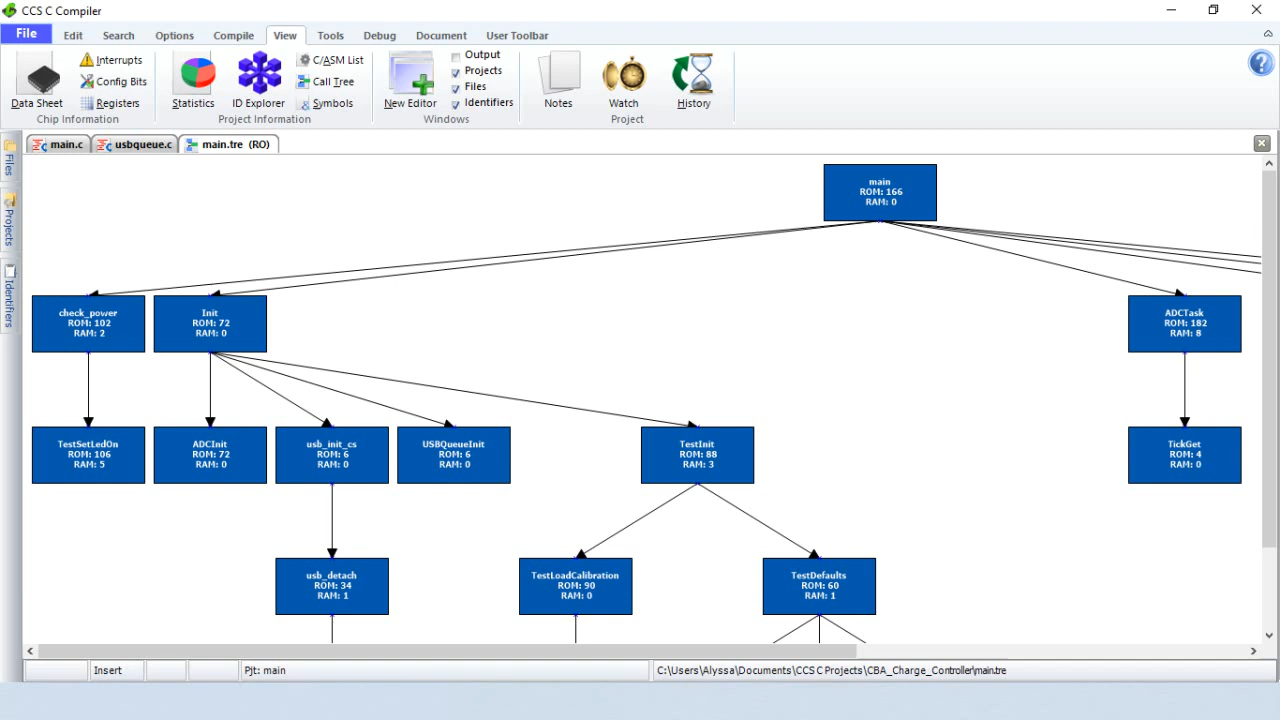 CCS C Compiler
File Edit Search Options Compile View Tools Debug Document User Toolbar
Data Sheet
Interrupts
Config Bits
Registers
Chip Information
Statistics
ID Explorer
C/ASM List
Call Tree
Symbols
Project Information
New Editor
Output
Projects
Files
Identifiers
Windows
Notes
Watch
History
Project
main.c
usbqueue.c
main.tre (RO)
Files
Projects
Identifiers
main
ROM: 166
RAM: 0
check_power
ROM: 102
RAM: 2
Init
ROM: 72
RAM: 0
ADCTask
ROM: 182
RAM: 8
TestSetLedOn
ROM: 106
RAM: 5
ADCInit
ROM: 72
RAM: 0
usb_init_cs
ROM: 6
RAM: 0
USBQueueInit
ROM: 6
RAM: 0
TestInit
ROM: 88
RAM: 3
TickGet
ROM: 4
RAM: 0
usb_detach
ROM: 34
RAM: 1
TestLoadCalibration
ROM: 90
RAM: 0
TestDefaults
ROM: 60
RAM: 1
Insert
Pjt: main
C:\Users\Alyssa\Documents\CCS C Projects\CBA_Charge_Controller\main.tre